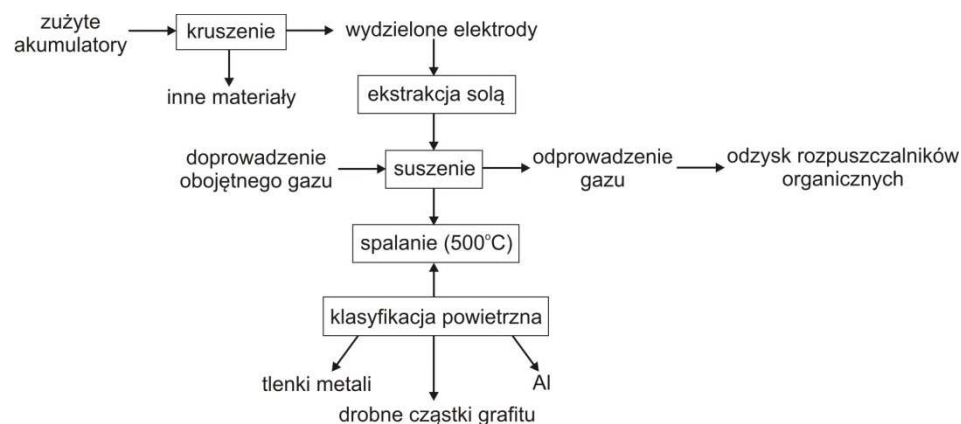 zużyte
akumulatory
kruszenie
wydzielone elektrody
inne materiały
ekstrakcja solą
doprowadzenie
obojętnego gazu
suszenie
odprowadzenie
gazu
odzysk rozpuszczalników
organicznych
spalanie (500°C)
klasyfikacja powietrzna
tlenki metali
Al
drobne cząstki grafitu